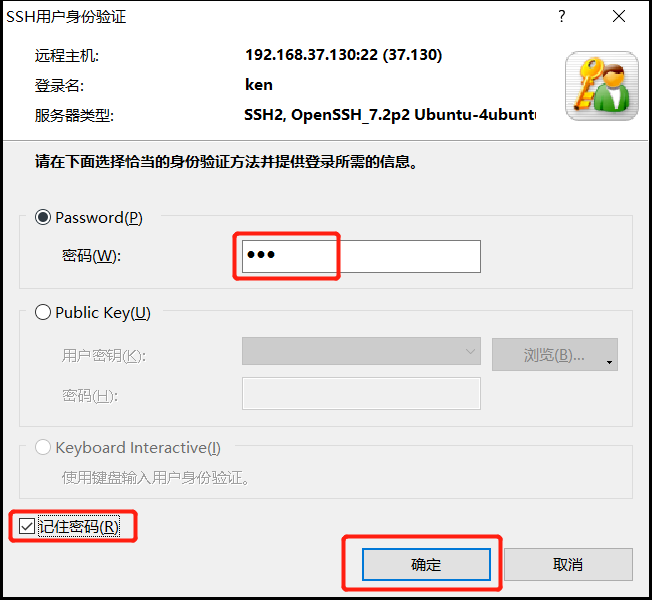 SSH用户身份验证
远程主机: 192.168.37.130:22 (37.130)
登录名: ken
服务器类型: SSH2, OpenSSH_7.2p2 Ubuntu-4ubuntu
请在下面选择恰当的身份验证方法并提供登录所需的信息。
Password(P)
密码(W): ●●●
Public Key(U)
用户密钥(K): 浏览(B)...
密码(H):
Keyboard Interactive(I)
使用键盘输入用户身份验证。
记住密码(R)
确定 取消